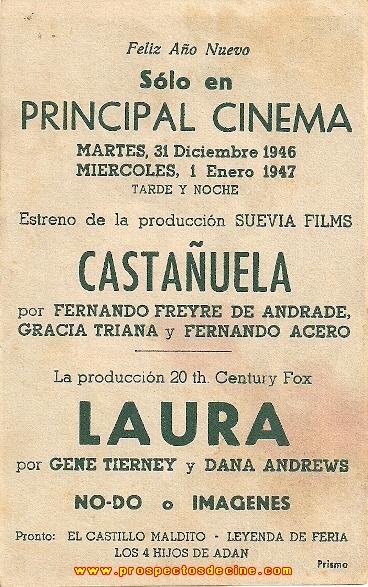 Feliz Año Nuevo
Sólo en
PRINCIPAL CINEMA
MARTES, 31 Diciembre 1946
MIERCOLES, 1 Enero 1947
TARDE Y NOCHE
Estreno de la producción SUEVIA FILMS
CASTAÑUELA
por FERNANDO FREYRE DE ANDRADE,
GRACIA TRIANA y FERNANDO ACERO
La producción 20 th. Century Fox
LAURA
por GENE TIERNEY y DANA ANDREWS
NO-DO o IMAGENES
Pronto: EL CASTILLO MALDITO - LEYENDA DE FERIA
LOS 4 HIJOS DE ADAN
Prisma
www.prospectosdecine.com